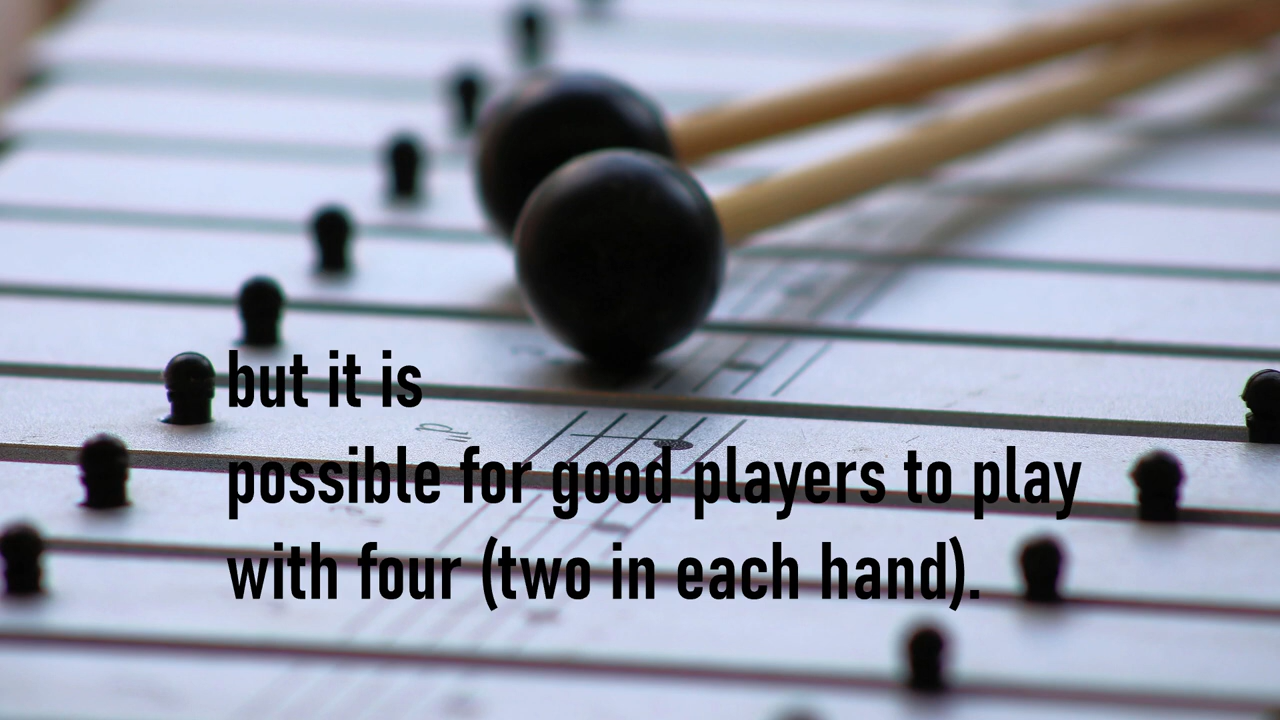 but it is
possible for good players to play
with four (two in each hand).